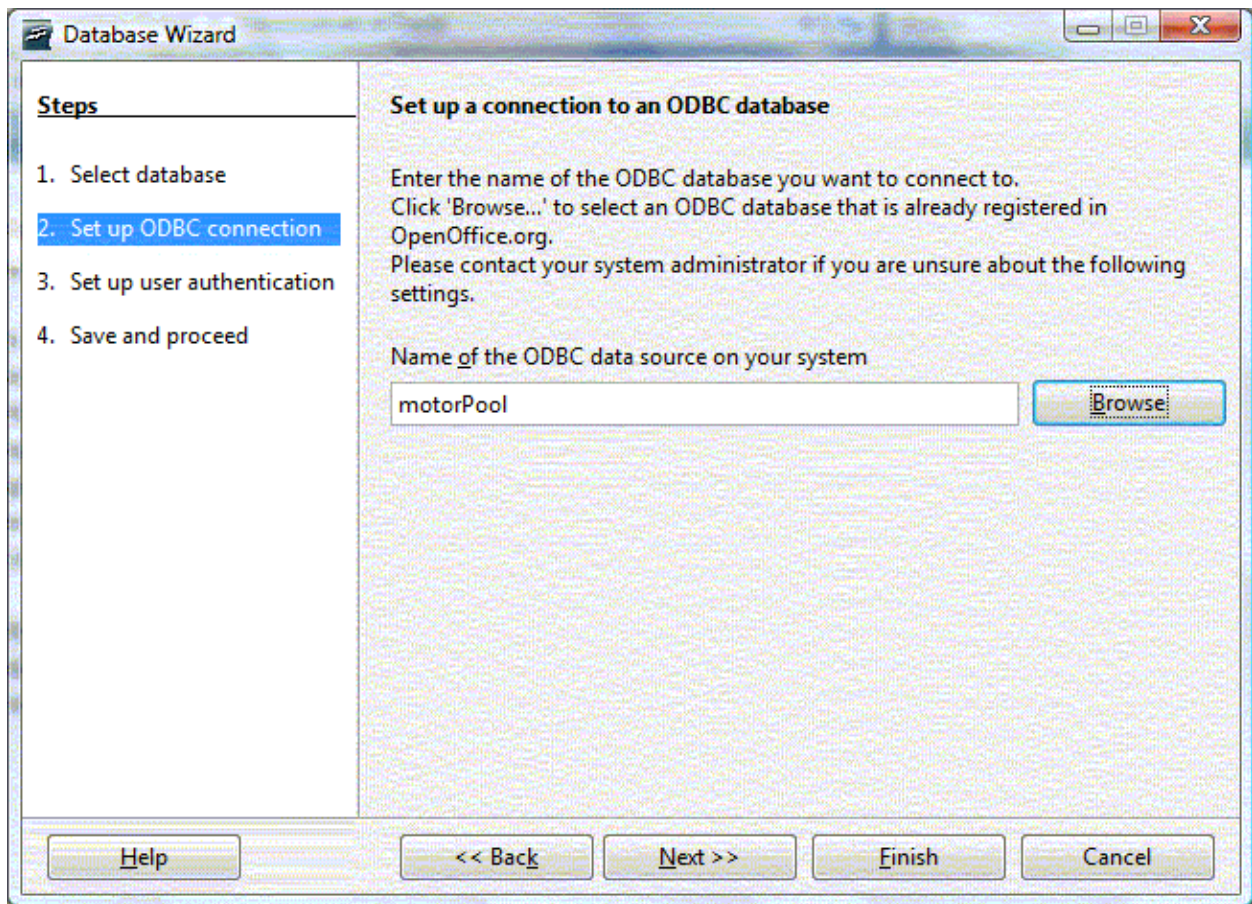 Database Wizard
Steps
1. Select database
2. Set up ODBC connection
3. Set up user authentication
4. Save and proceed
Set up a connection to an ODBC database
Enter the name of the ODBC database you want to connect to.
Click 'Browse...' to select an ODBC database that is already registered in
OpenOffice.org.
Please contact your system administrator if you are unsure about the following
settings.
Name of the ODBC data source on your system
motorPool
Browse
Help
<< Back
Next >>
Finish
Cancel